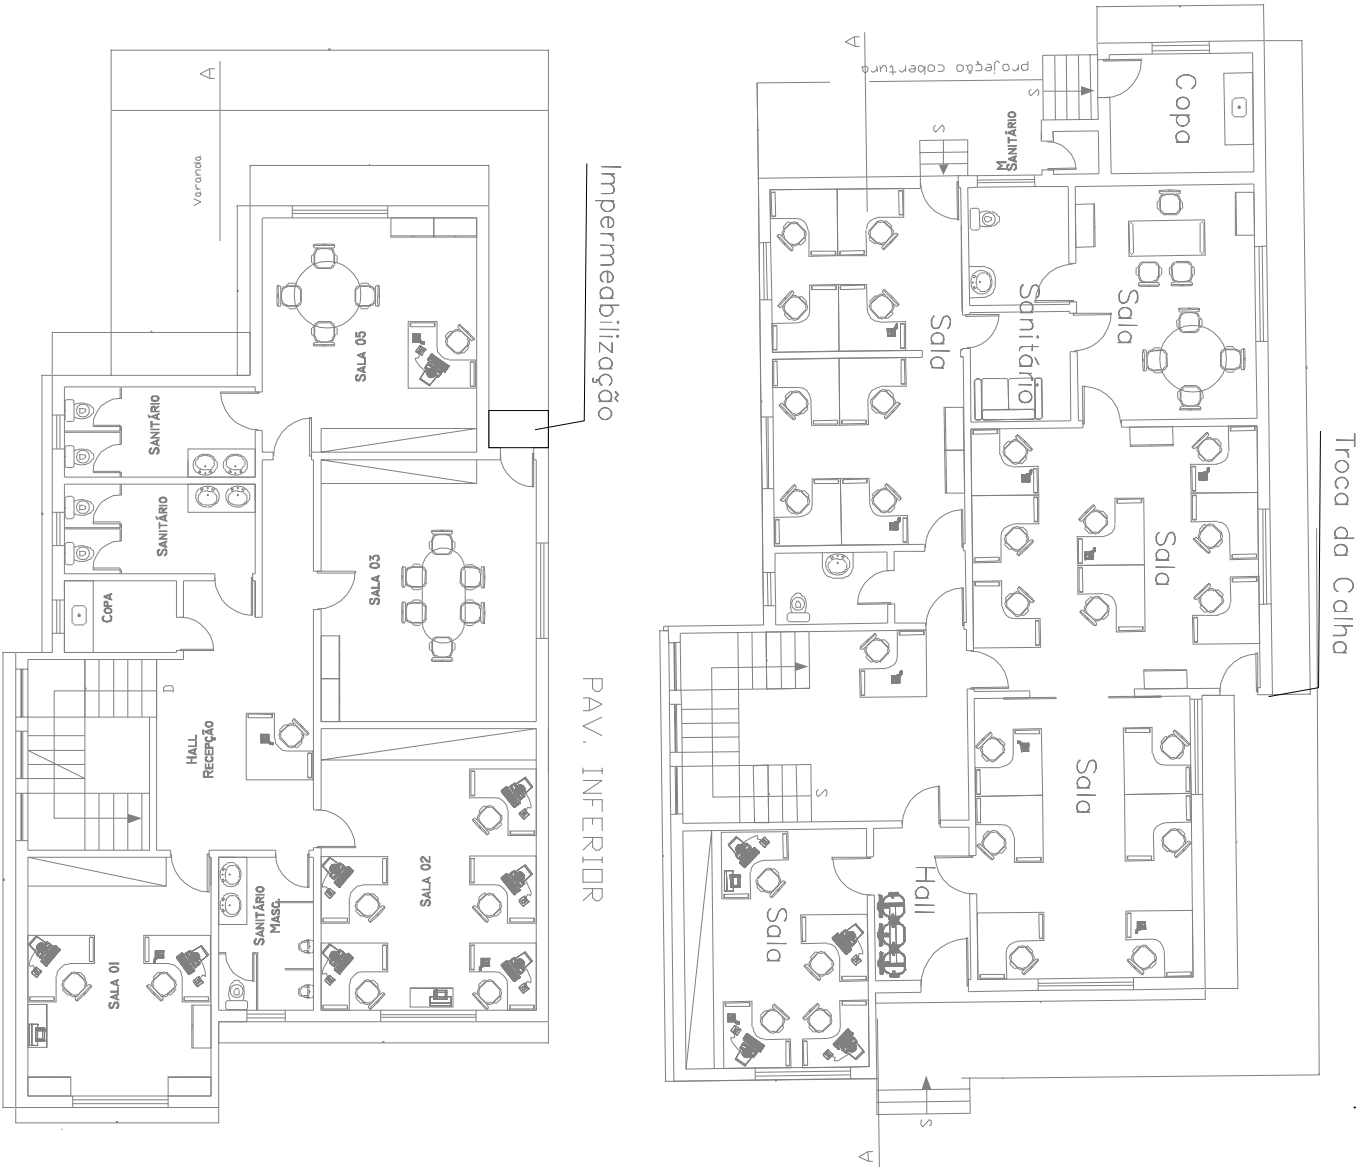 A
Varanda
Impermeabilização
SALA 05
SANITÁRIO
SANITÁRIO
SALA 03
COPA
D
HALL
RECEPÇÃO
PAV. INFERIOR
SALA 02
SANITÁRIO
MASC.
SALA 01
A
projeção cobertura
S
Copa
S
M
SANITÁRIO
Sala
Sanitário
Sala
Troca da Calha
Sala
Sala
S
Hall
Sala
S
A